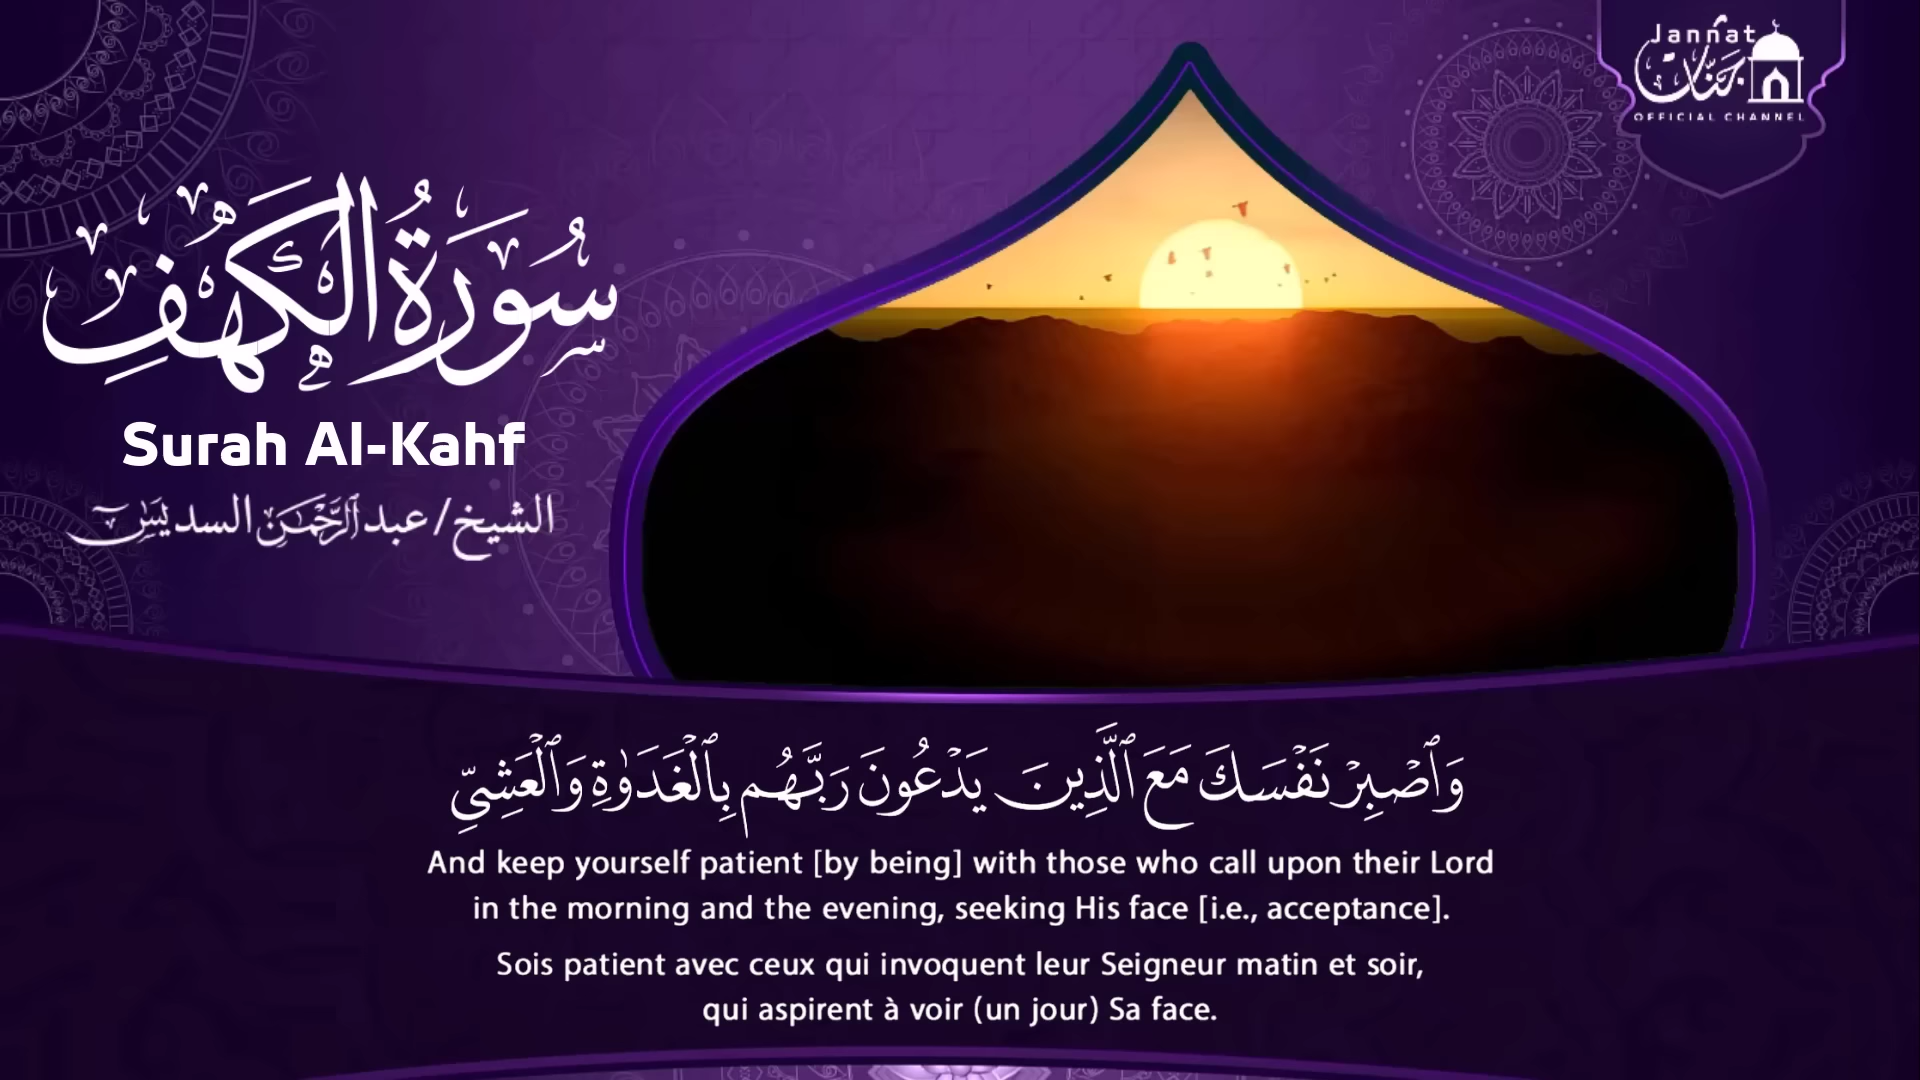 Jannat
جنات
OFFICIAL CHANNEL
سُورَةُ الكَهْفِ
Surah Al-Kahf
الشيخ/عبد الرَّحْمَٰن السديس
وَٱصْبِرْ نَفْسَكَ مَعَ ٱلَّذِينَ يَدْعُونَ رَبَّهُم بِٱلْغَدَوٰةِ وَٱلْعَشِىِّ
And keep yourself patient [by being] with those who call upon their Lord
in the morning and the evening, seeking His face [i.e., acceptance].
Sois patient avec ceux qui invoquent leur Seigneur matin et soir,
qui aspirent à voir (un jour) Sa face.